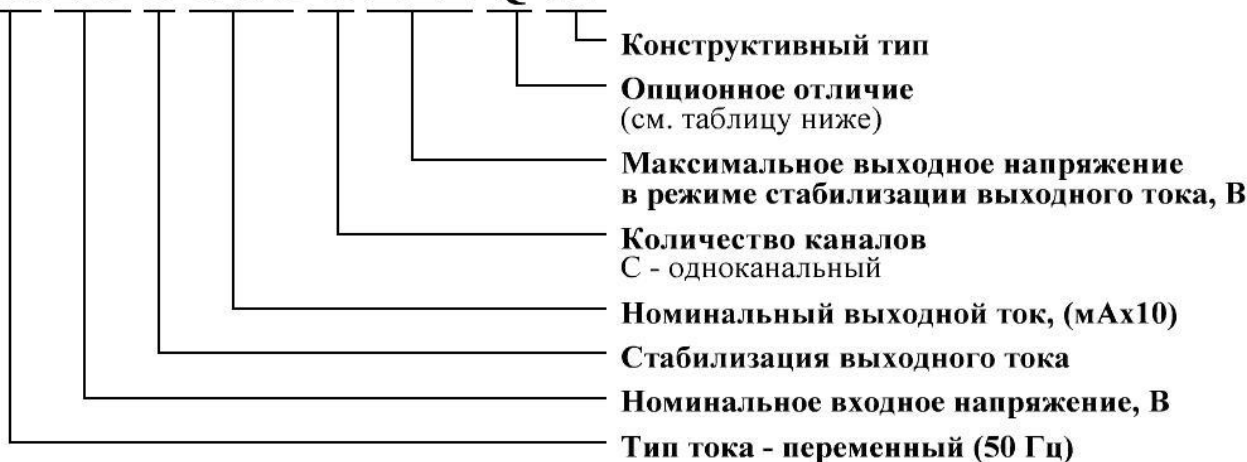 Конструктивный тип
Опционное отличие
(см. таблицу ниже)
Максимальное выходное напряжение
в режиме стабилизации выходного тока, В
Количество каналов
С - одноканальный
Номинальный выходной ток, (мАх10)
Стабилизация выходного тока
Номинальное входное напряжение, В
Тип тока - переменный (50 Гц)